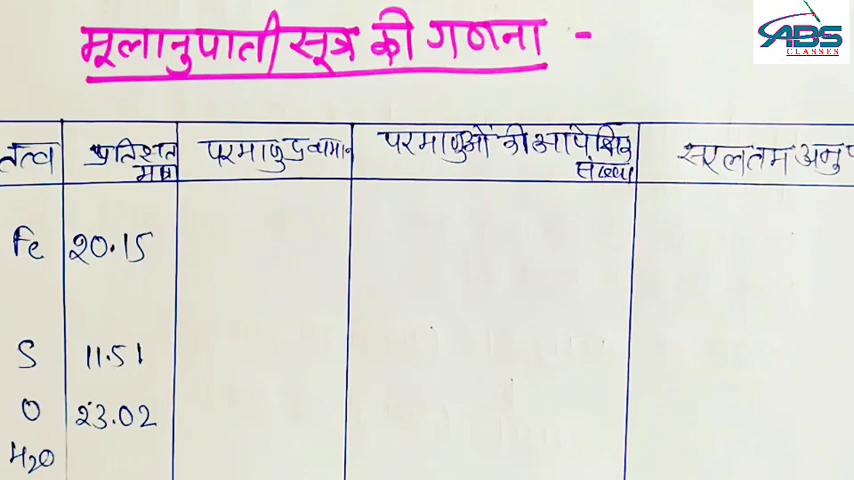 ABS
CLASSES
मूलानुपाती सूत्र की गणना -
तत्व प्रतिशत मात्रा परमाणु द्रव्यमान परमाणुओं की आपेक्षिक संख्या सरलतम अनुप
Fe 20.15
S 11.51
O 23.02
H2O